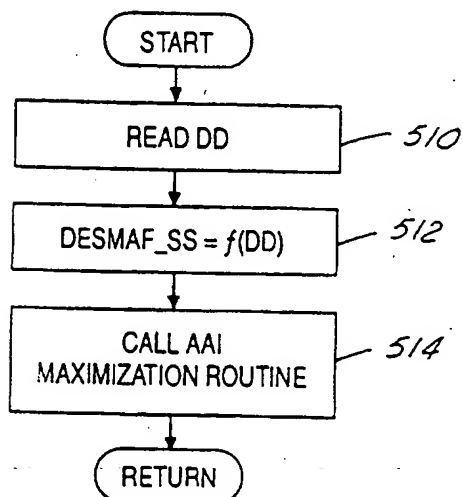 START
READ DD
510
DESMAF_SS = f(DD)
512
CALL AAI
MAXIMIZATION ROUTINE
514
RETURN